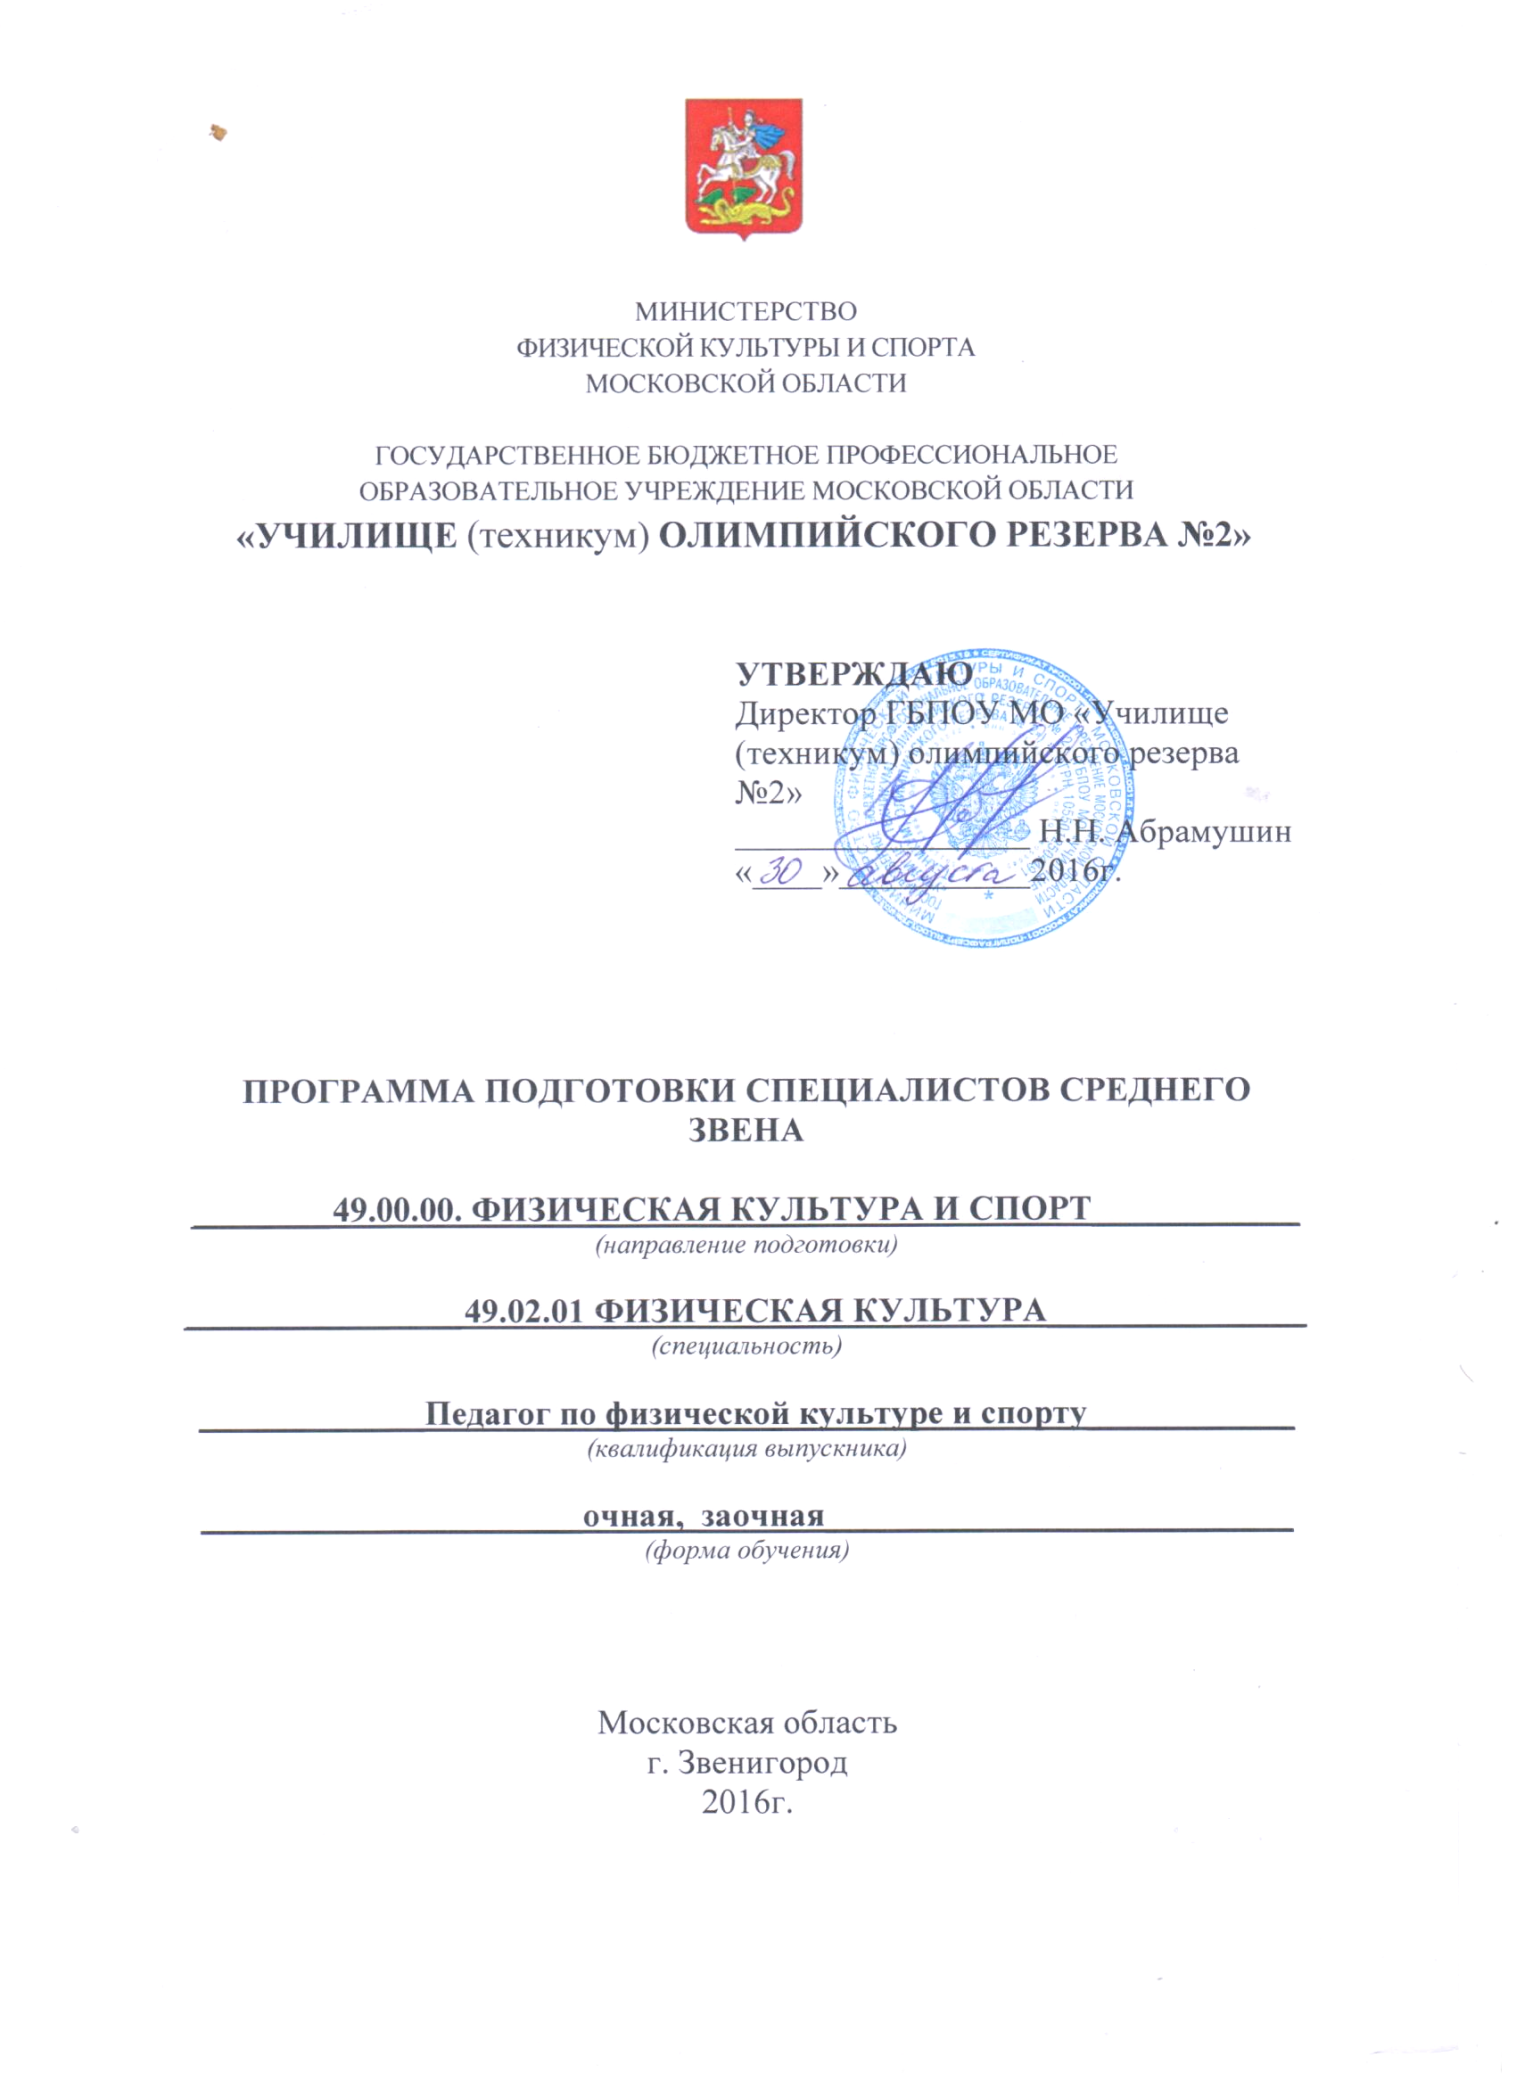 МИНИСТЕРСТВО
ФИЗИЧЕСКОЙ КУЛЬТУРЫ И СПОРТА
МОСКОВСКОЙ ОБЛАСТИ
ГОСУДАРСТВЕННОЕ БЮДЖЕТНОЕ ПРОФЕССИОНАЛЬНОЕ
ОБРАЗОВАТЕЛЬНОЕ УЧРЕЖДЕНИЕ МОСКОВСКОЙ ОБЛАСТИ
«УЧИЛИЩЕ (техникум) ОЛИМПИЙСКОГО РЕЗЕРВА №2»
УТВЕРЖДАЮ
Директор ГБПОУ МО «Училище
(техникум) олимпийского резерва
№2»
Н.Н. Абрамушин
«30» августа 2016г.
ПРОГРАММА ПОДГОТОВКИ СПЕЦИАЛИСТОВ СРЕДНЕГО
ЗВЕНА
49.00.00. ФИЗИЧЕСКАЯ КУЛЬТУРА И СПОРТ
(направление подготовки)
49.02.01 ФИЗИЧЕСКАЯ КУЛЬТУРА
(специальность)
Педагог по физической культуре и спорту
(квалификация выпускника)
очная, заочная
(форма обучения)
Московская область
г. Звенигород
2016г.